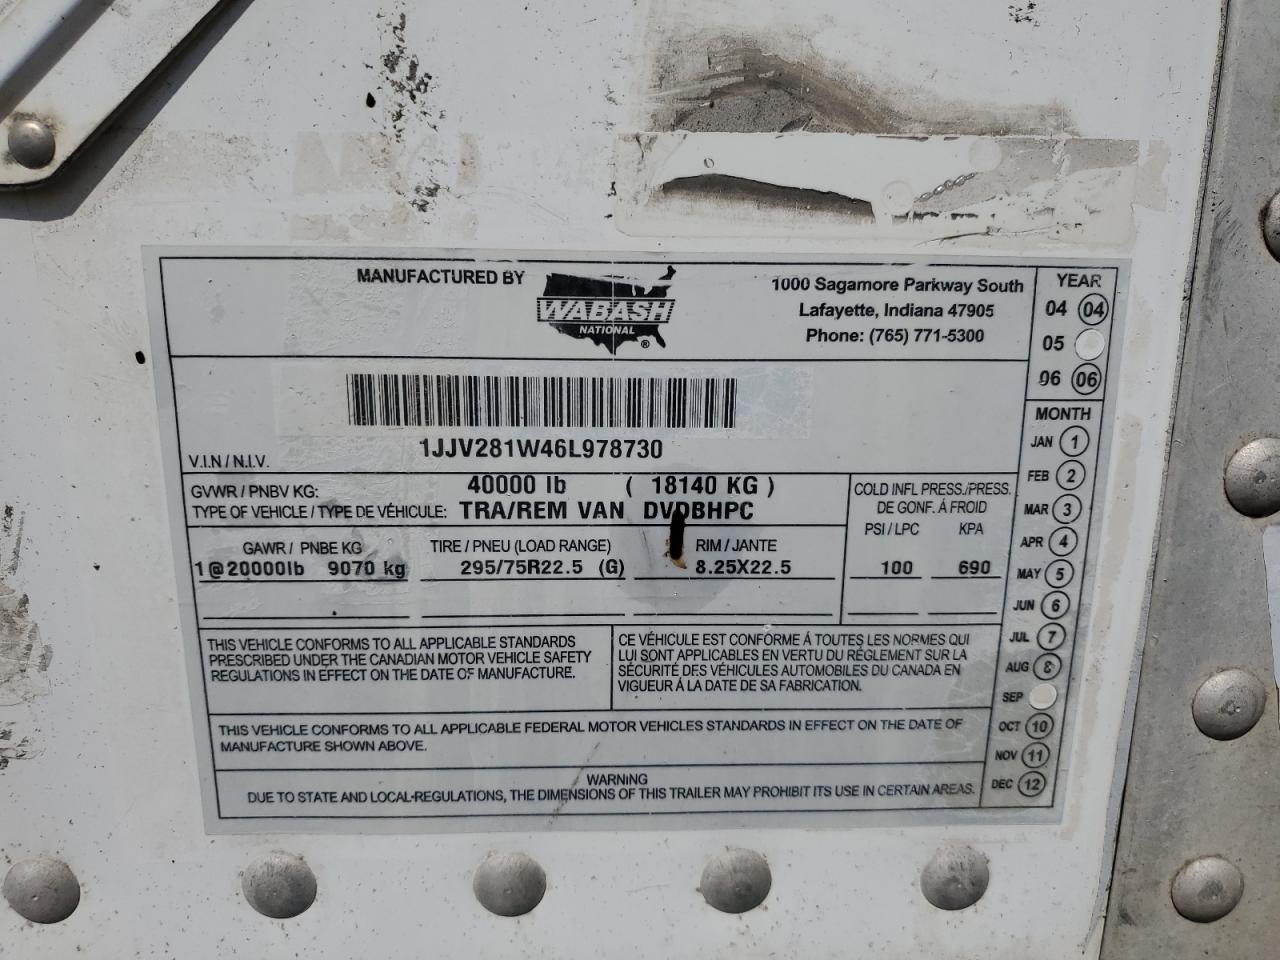 MANUFACTURED BY
WABASH
NATIONAL ®
1000 Sagamore Parkway South
Lafayette, Indiana 47905
Phone: (765) 771-5300
YEAR
04 04
05
06 06
1JJV281W46L978730
V.I.N / N.I.V.
GVWR / PNBV KG: 40000 lb ( 18140 KG )
TYPE OF VEHICLE / TYPE DE VÉHICULE: TRA/REM VAN DVDBHPC
GAWR / PNBE KG TIRE / PNEU (LOAD RANGE) RIM / JANTE
1@20000lb 9070 kg 295/75R22.5 (G) 8.25X22.5
COLD INFL PRESS./PRESS.
DE GONF. Á FROID
PSI / LPC KPA
100 690
THIS VEHICLE CONFORMS TO ALL APPLICABLE STANDARDS
PRESCRIBED UNDER THE CANADIAN MOTOR VEHICLE SAFETY
REGULATIONS IN EFFECT ON THE DATE OF MANUFACTURE.
CE VÉHICULE EST CONFORME Á TOUTES LES NORMES QUI
LUI SONT APPLICABLES EN VERTU DU RÉGLEMENT SUR LA
SÉCURITÉ DES VÉHICULES AUTOMOBILES DU CANADA EN
VIGUEUR Á LA DATE DE SA FABRICATION.
THIS VEHICLE CONFORMS TO ALL APPLICABLE FEDERAL MOTOR VEHICLES STANDARDS IN EFFECT ON THE DATE OF
MANUFACTURE SHOWN ABOVE.
WARNING
DUE TO STATE AND LOCAL-REGULATIONS, THE DIMENSIONS OF THIS TRAILER MAY PROHIBIT ITS USE IN CERTAIN AREAS.
MONTH
JAN 1
FEB 2
MAR 3
APR 4
MAY 5
JUN 6
JUL 7
AUG 8
SEP
OCT 10
NOV 11
DEC 12